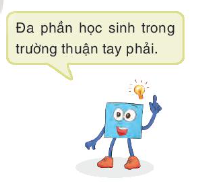 Đa phần học sinh trong
trường thuận tay phải.